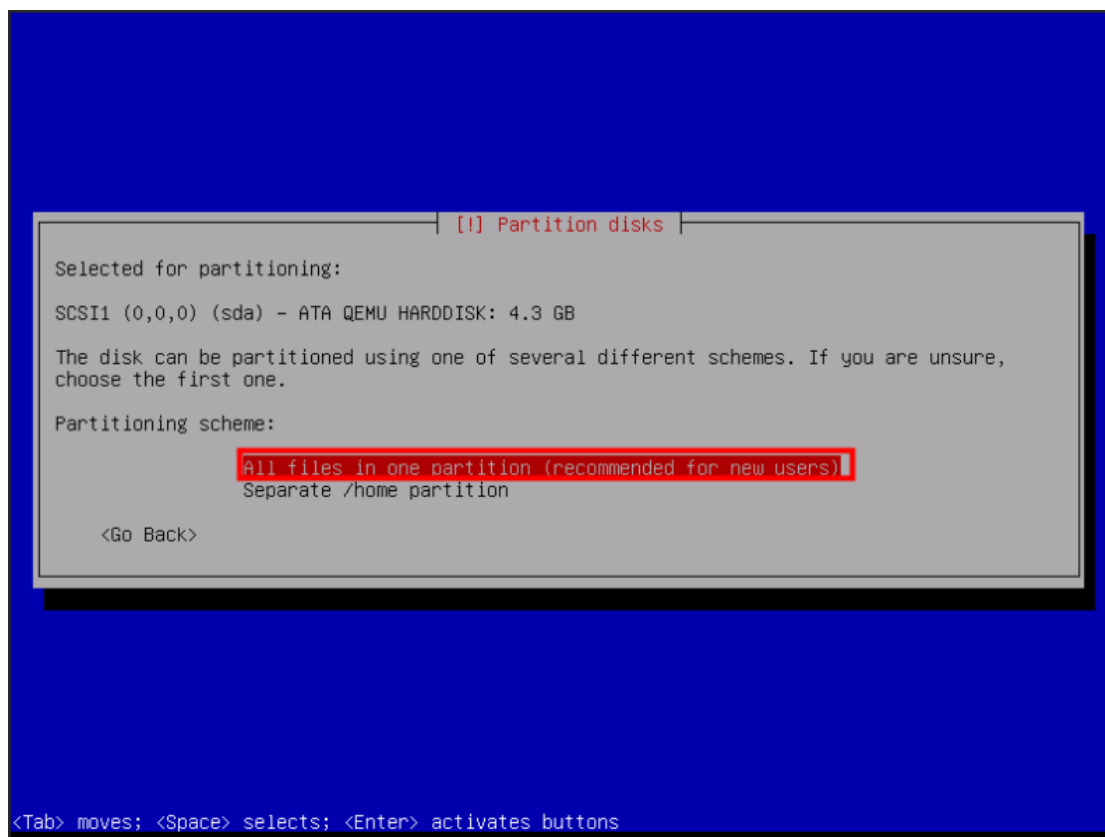 [!] Partition disks
Selected for partitioning:
SCSI1 (0,0,0) (sda) - ATA QEMU HARDDISK: 4.3 GB
The disk can be partitioned using one of several different schemes. If you are unsure,
choose the first one.
Partitioning scheme:
All files in one partition (recommended for new users)
Separate /home partition
<Go Back>
<Tab> moves; <Space> selects; <Enter> activates buttons